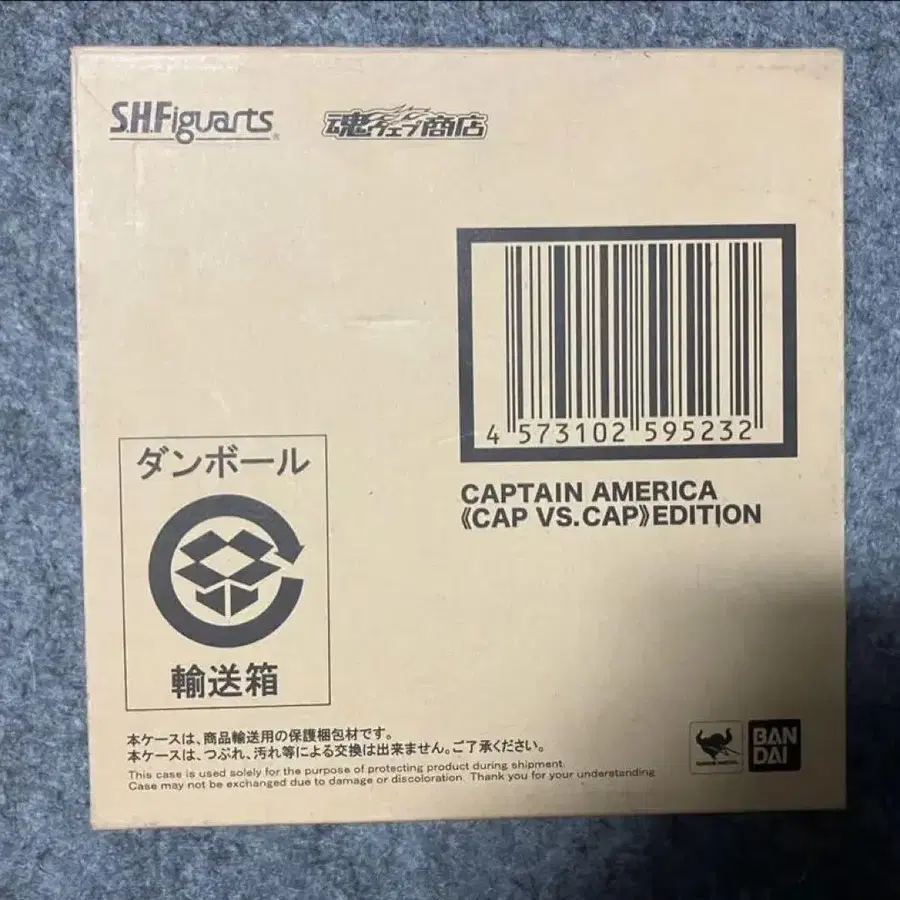 S.H.Figuarts
魂ウェブ商店
4 573102 595232
CAPTAIN AMERICA
《CAP VS.CAP》EDITION
ダンボール
輸送箱
本ケースは、商品輸送用の保護梱包材です。
本ケースは、つぶれ、汚れ等による交換は出来ません。ご了承ください。
This case is used solely for the purpose of protecting product during shipment.
Case may not be exchanged due to damage or discoloration. Thank you for your understanding
BAN
DAI